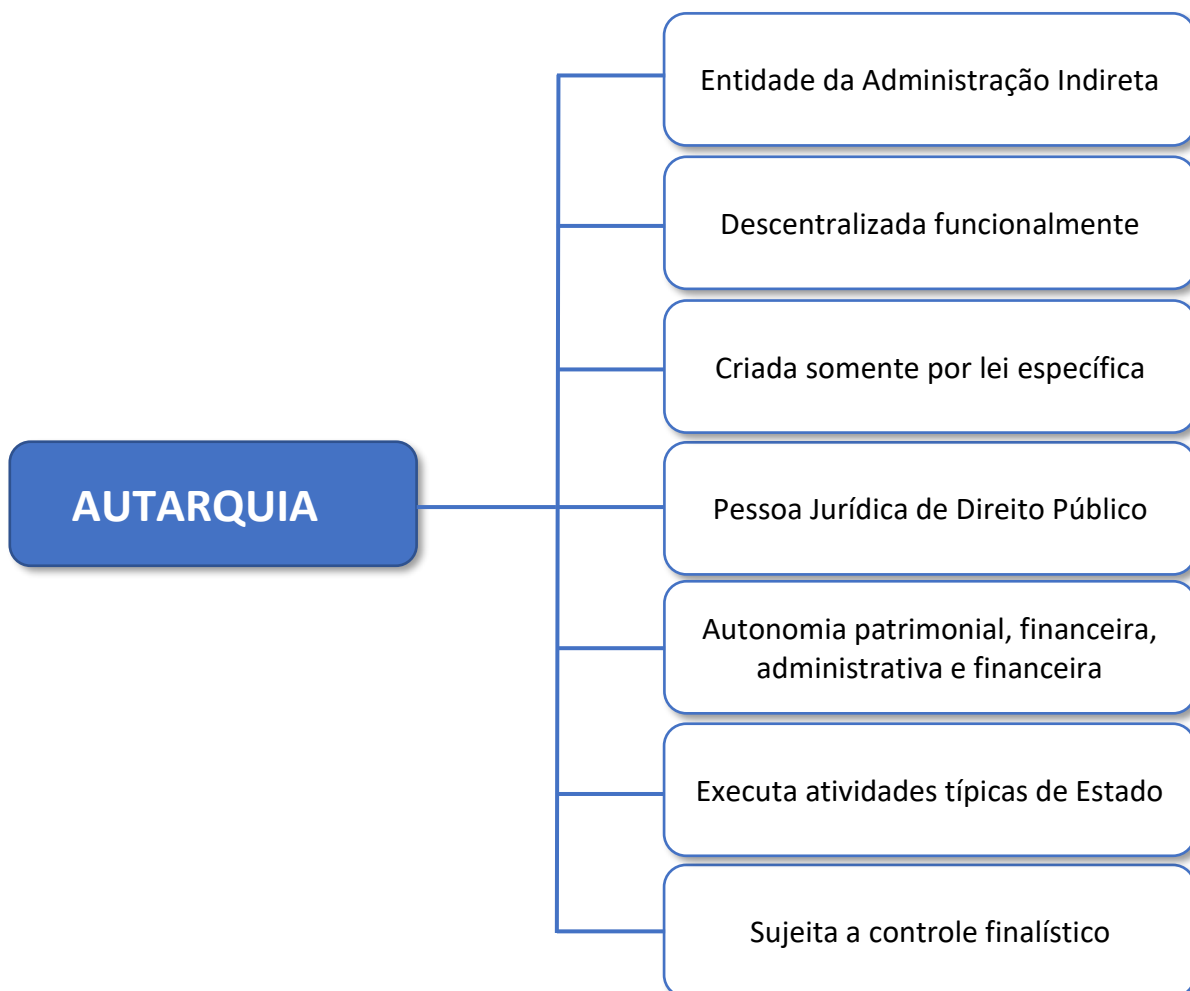 AUTARQUIA
Entidade da Administração Indireta
Descentralizada funcionalmente
Criada somente por lei específica
Pessoa Jurídica de Direito Público
Autonomia patrimonial, financeira,
administrativa e financeira
Executa atividades típicas de Estado
Sujeita a controle finalístico